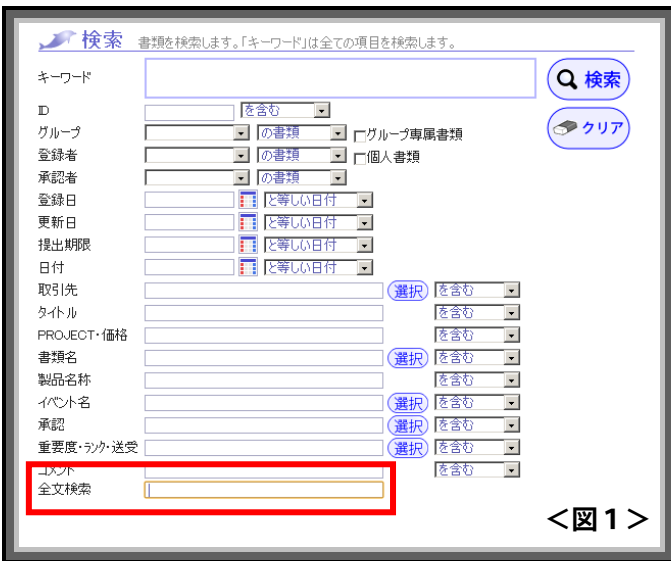 検索 書類を検索します。「キーワード」は全ての項目を検索します。
キーワード 検索
ID を含む クリア
グループ の書類 グループ専属書類
登録者 の書類 個人書類
承認者 の書類
登録日 と等しい日付
更新日 と等しい日付
提出期限 と等しい日付
日付 と等しい日付
取引先 選択 を含む
タイトル を含む
PROJECT・価格 を含む
書類名 選択 を含む
製品名称 を含む
イベント名 選択 を含む
承認 選択 を含む
重要度・ランク・送受 選択 を含む
コメント を含む
全文検索
＜図１＞